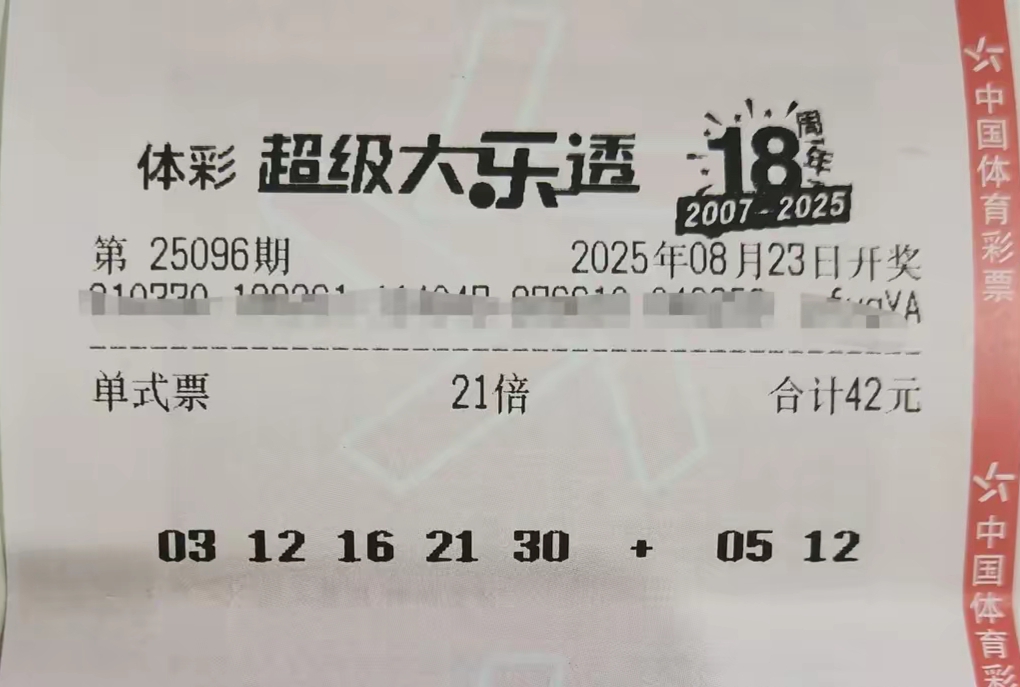 体彩 超级大乐透 18周年
2007-2025
第 25096期 2025年08月23日开奖
单式票 21倍 合计42元
03 12 16 21 30 + 05 12
中国体育彩票
中国体育彩